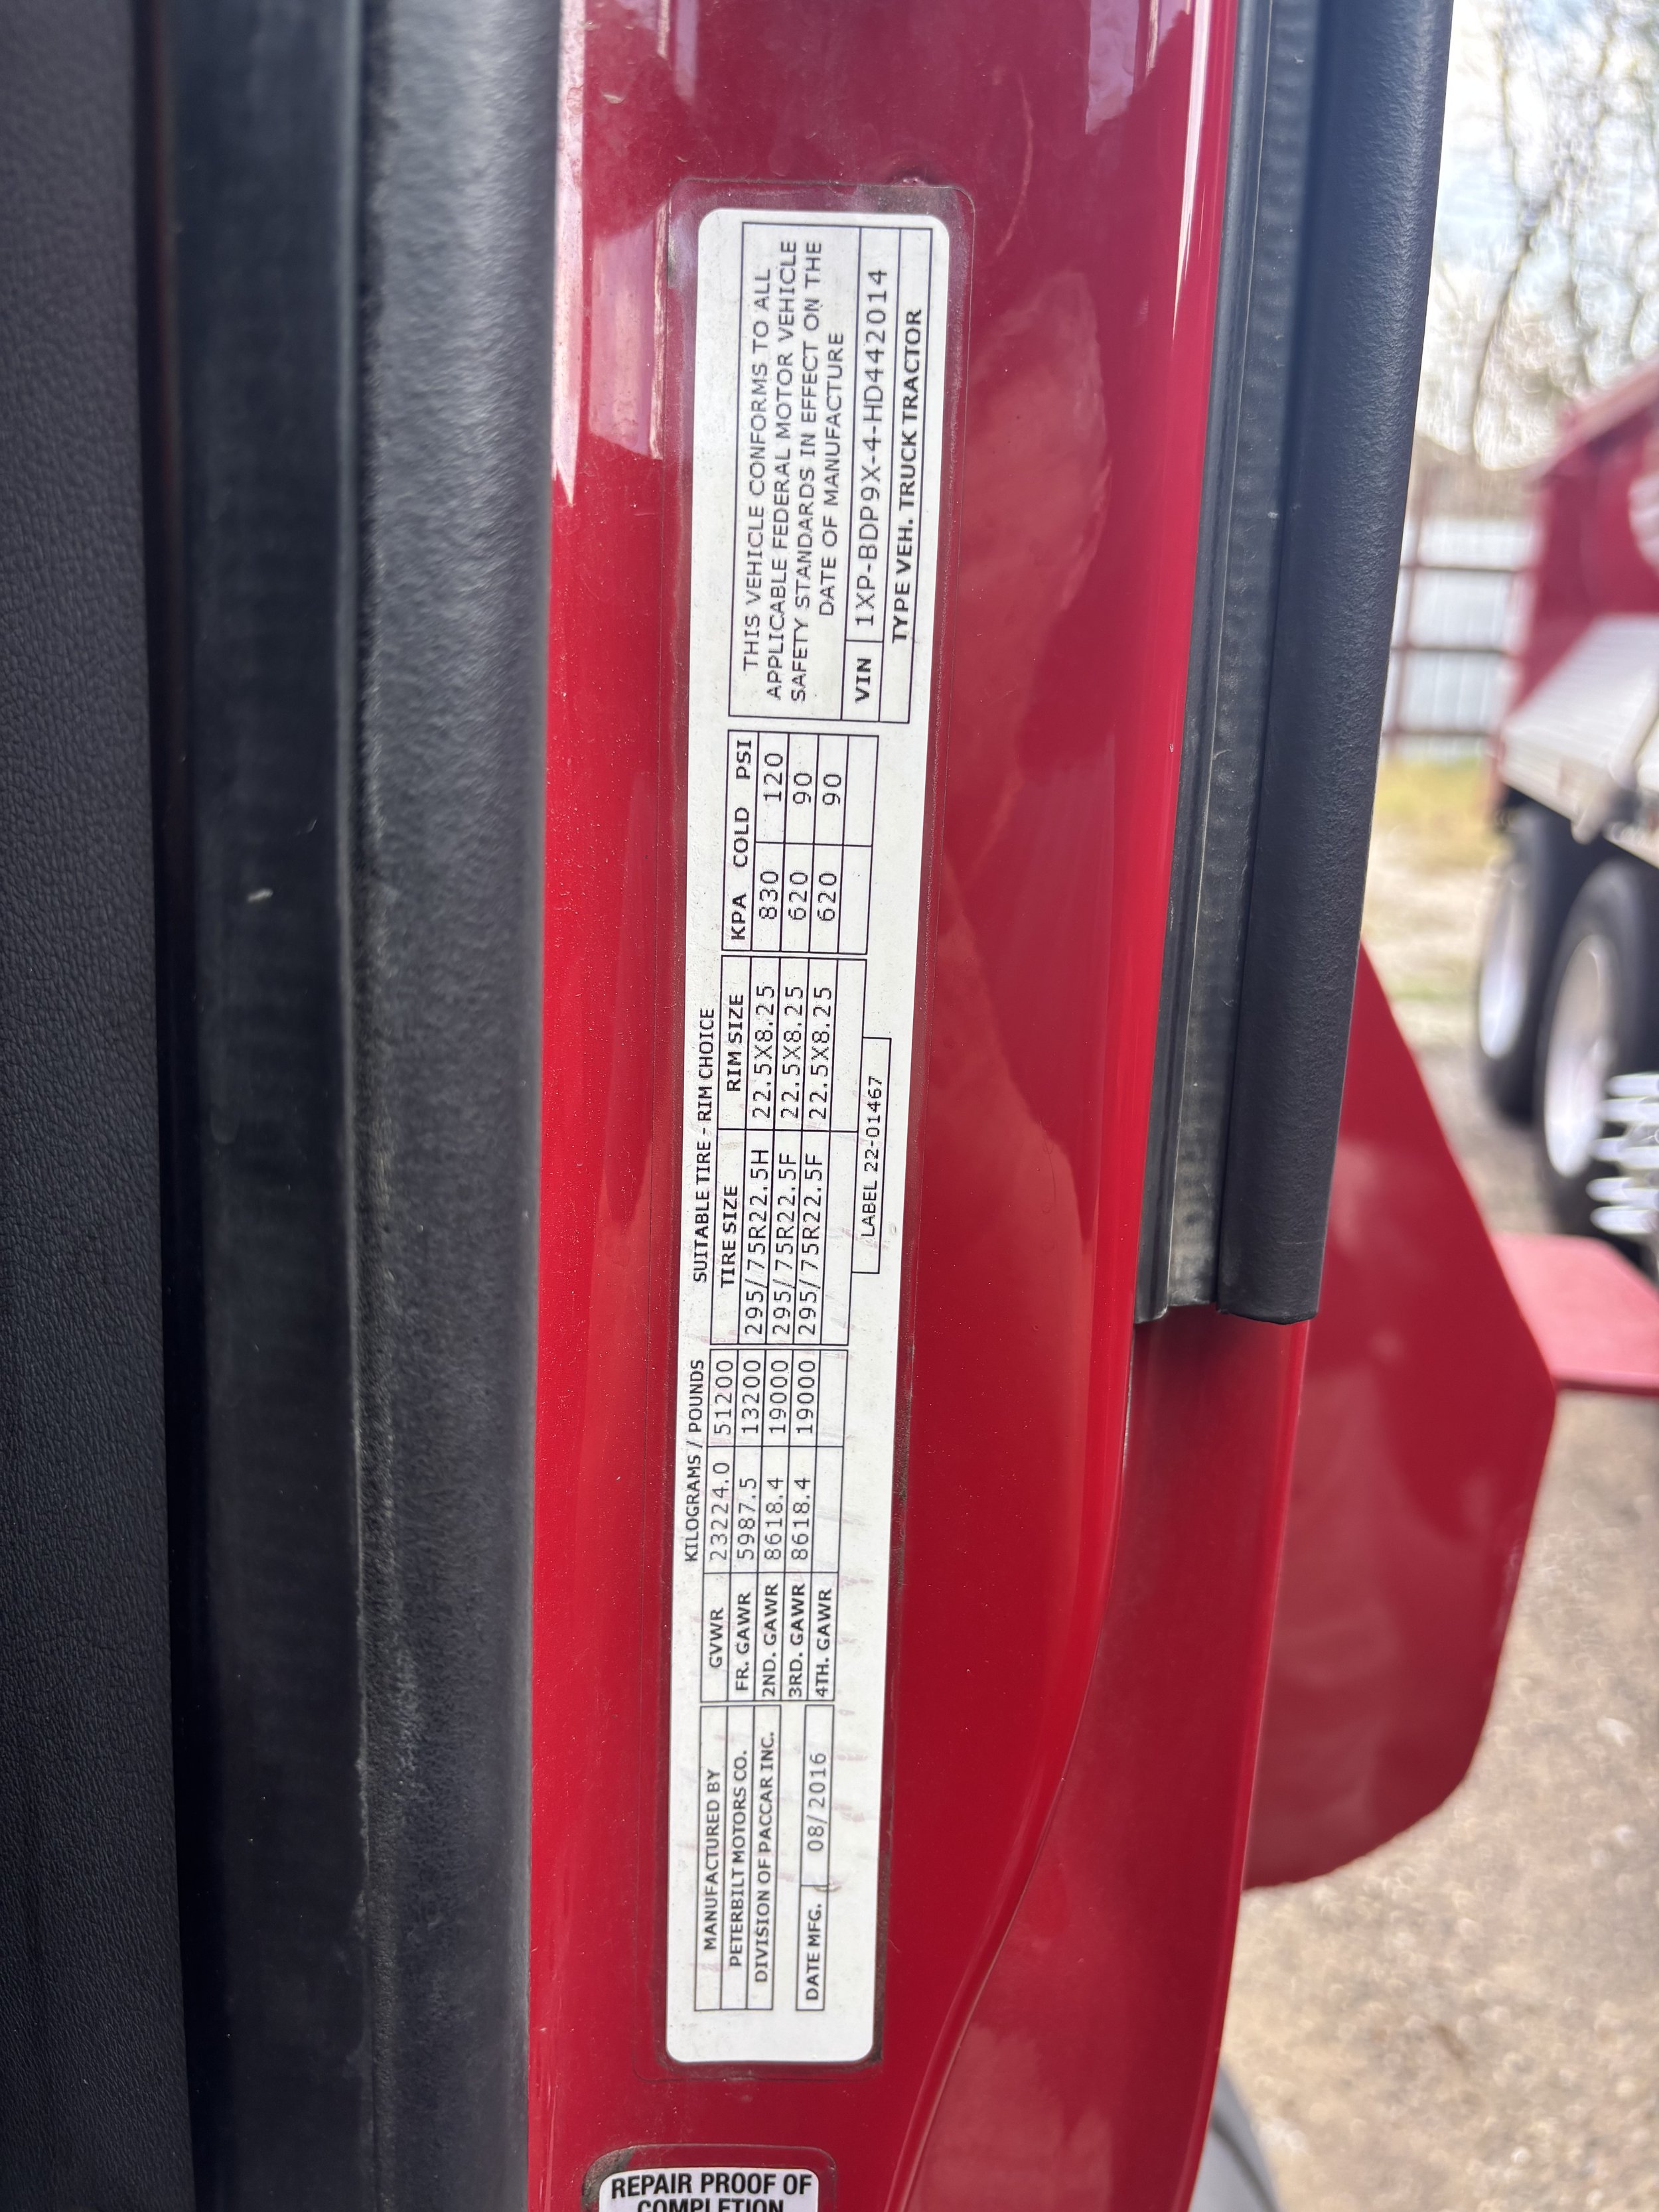 MANUFACTURED BY
PETERBILT MOTORS CO.
DIVISION OF PACCAR INC.
DATE MFG. 08/2016
KILOGRAMS / POUNDS
GVWR 23224.0 51200
FR. GAWR 5987.5 13200
2ND. GAWR 8618.4 19000
3RD. GAWR 8618.4 19000
4TH. GAWR
SUITABLE TIRE - RIM CHOICE
TIRE SIZE RIM SIZE KPA COLD PSI
295/75R22.5H 22.5X8.25 830 120
295/75R22.5F 22.5X8.25 620 90
295/75R22.5F 22.5X8.25 620 90
LABEL 22-01467
THIS VEHICLE CONFORMS TO ALL
APPLICABLE FEDERAL MOTOR VEHICLE
SAFETY STANDARDS IN EFFECT ON THE
DATE OF MANUFACTURE
VIN 1XP-BDP9X-4-HD442014
TYPE VEH. TRUCK TRACTOR
REPAIR PROOF OF
COMPLETION